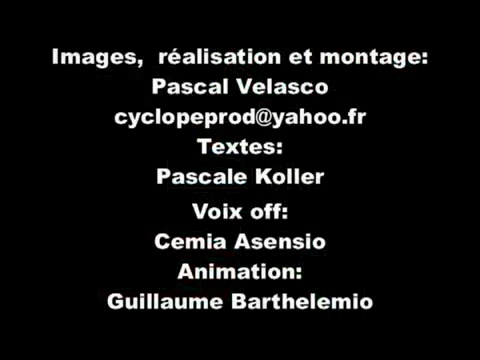 Images,  réalisation et montage:
Pascal Velasco
cyclopeprod@yahoo.fr
Textes:
Pascale Koller
Voix off:
Cemia Asensio
Animation:
Guillaume Barthelemio